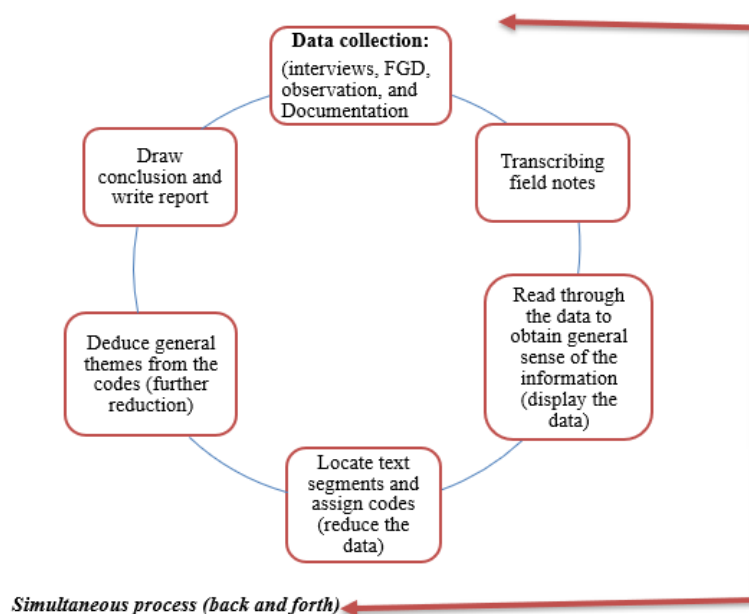 Data collection:
(interviews, FGD,
observation, and
Documentation
Transcribing
field notes
Read through
the data to
obtain general
sense of the
information
(display the
data)
Locate text
segments and
assign codes
(reduce the
data)
Deduce general
themes from the
codes (further
reduction)
Draw
conclusion and
write report
Simultaneous process (back and forth)